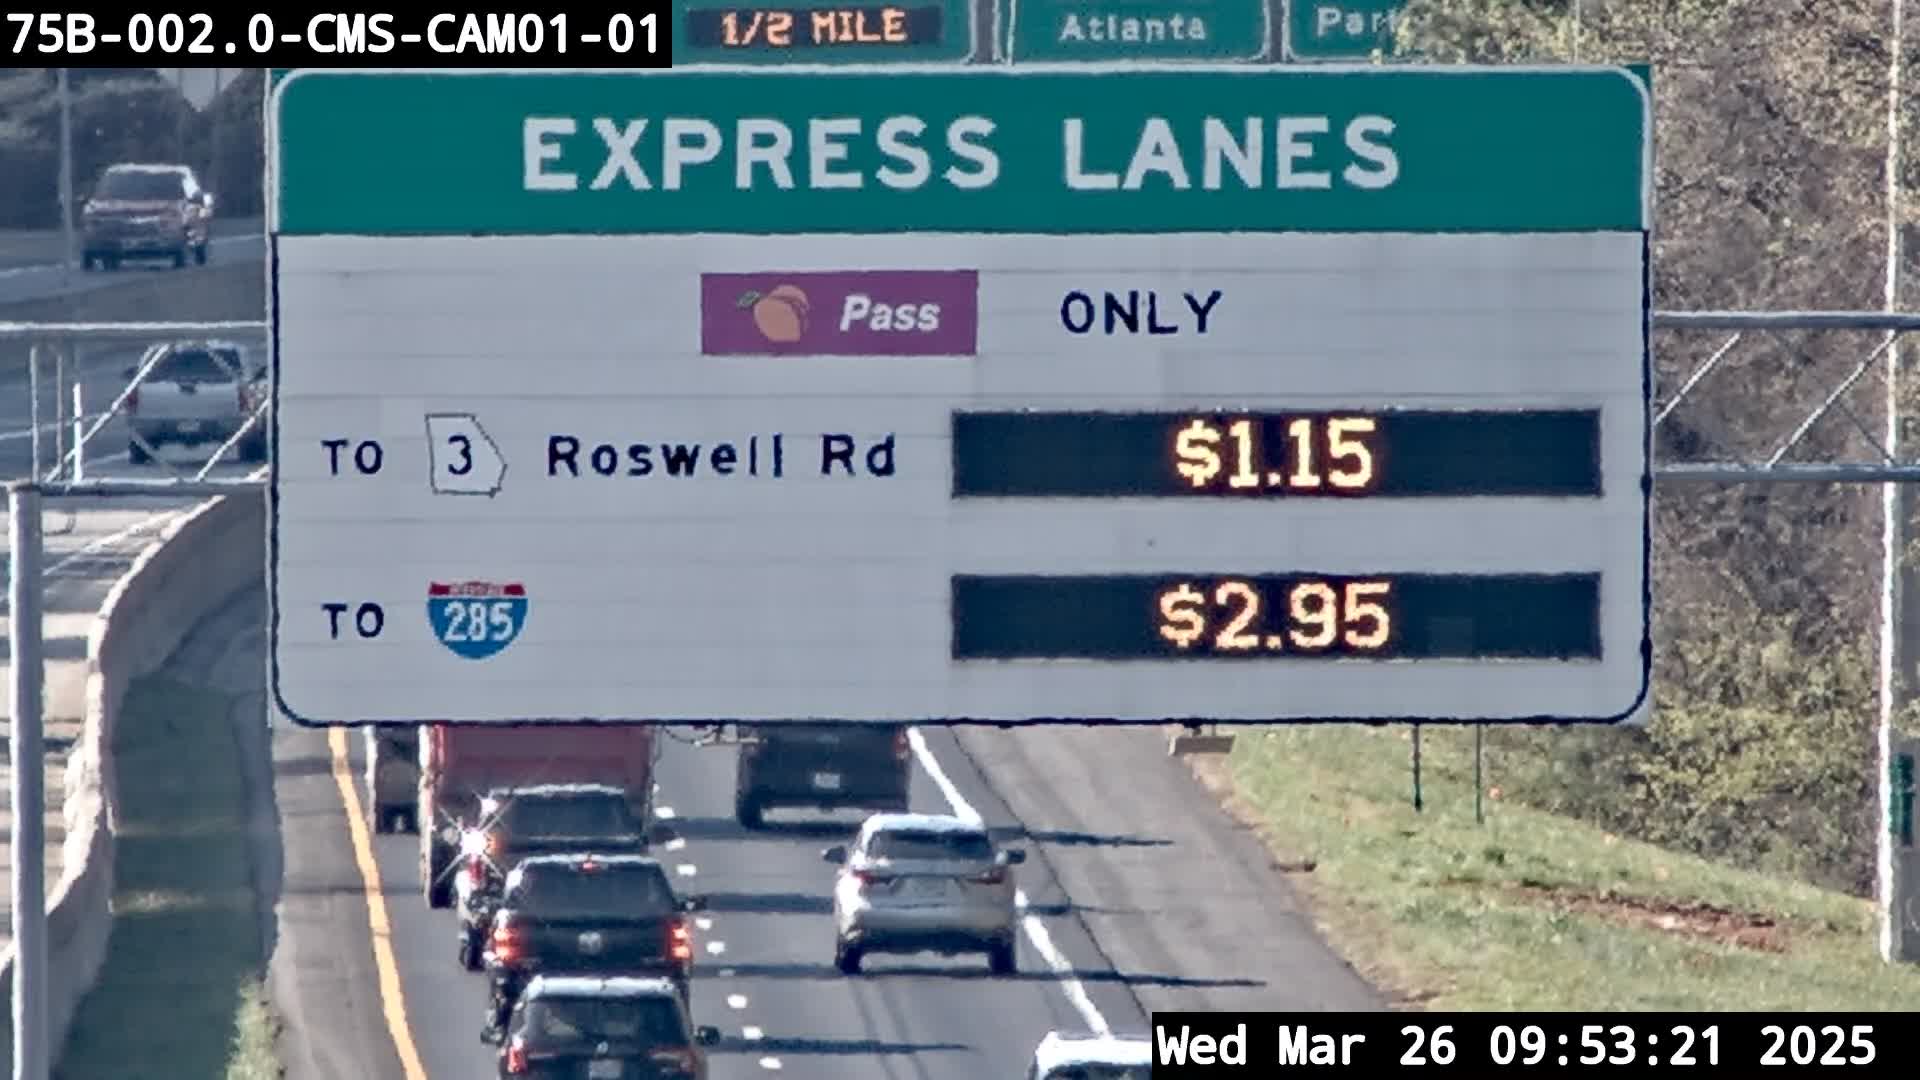 75B-002.0-CMS-CAM01-01
1/2 MILE
Atlanta
EXPRESS LANES
Pass ONLY
TO 3 Roswell Rd $1.15
TO 285 $2.95
Wed Mar 26 09:53:21 2025